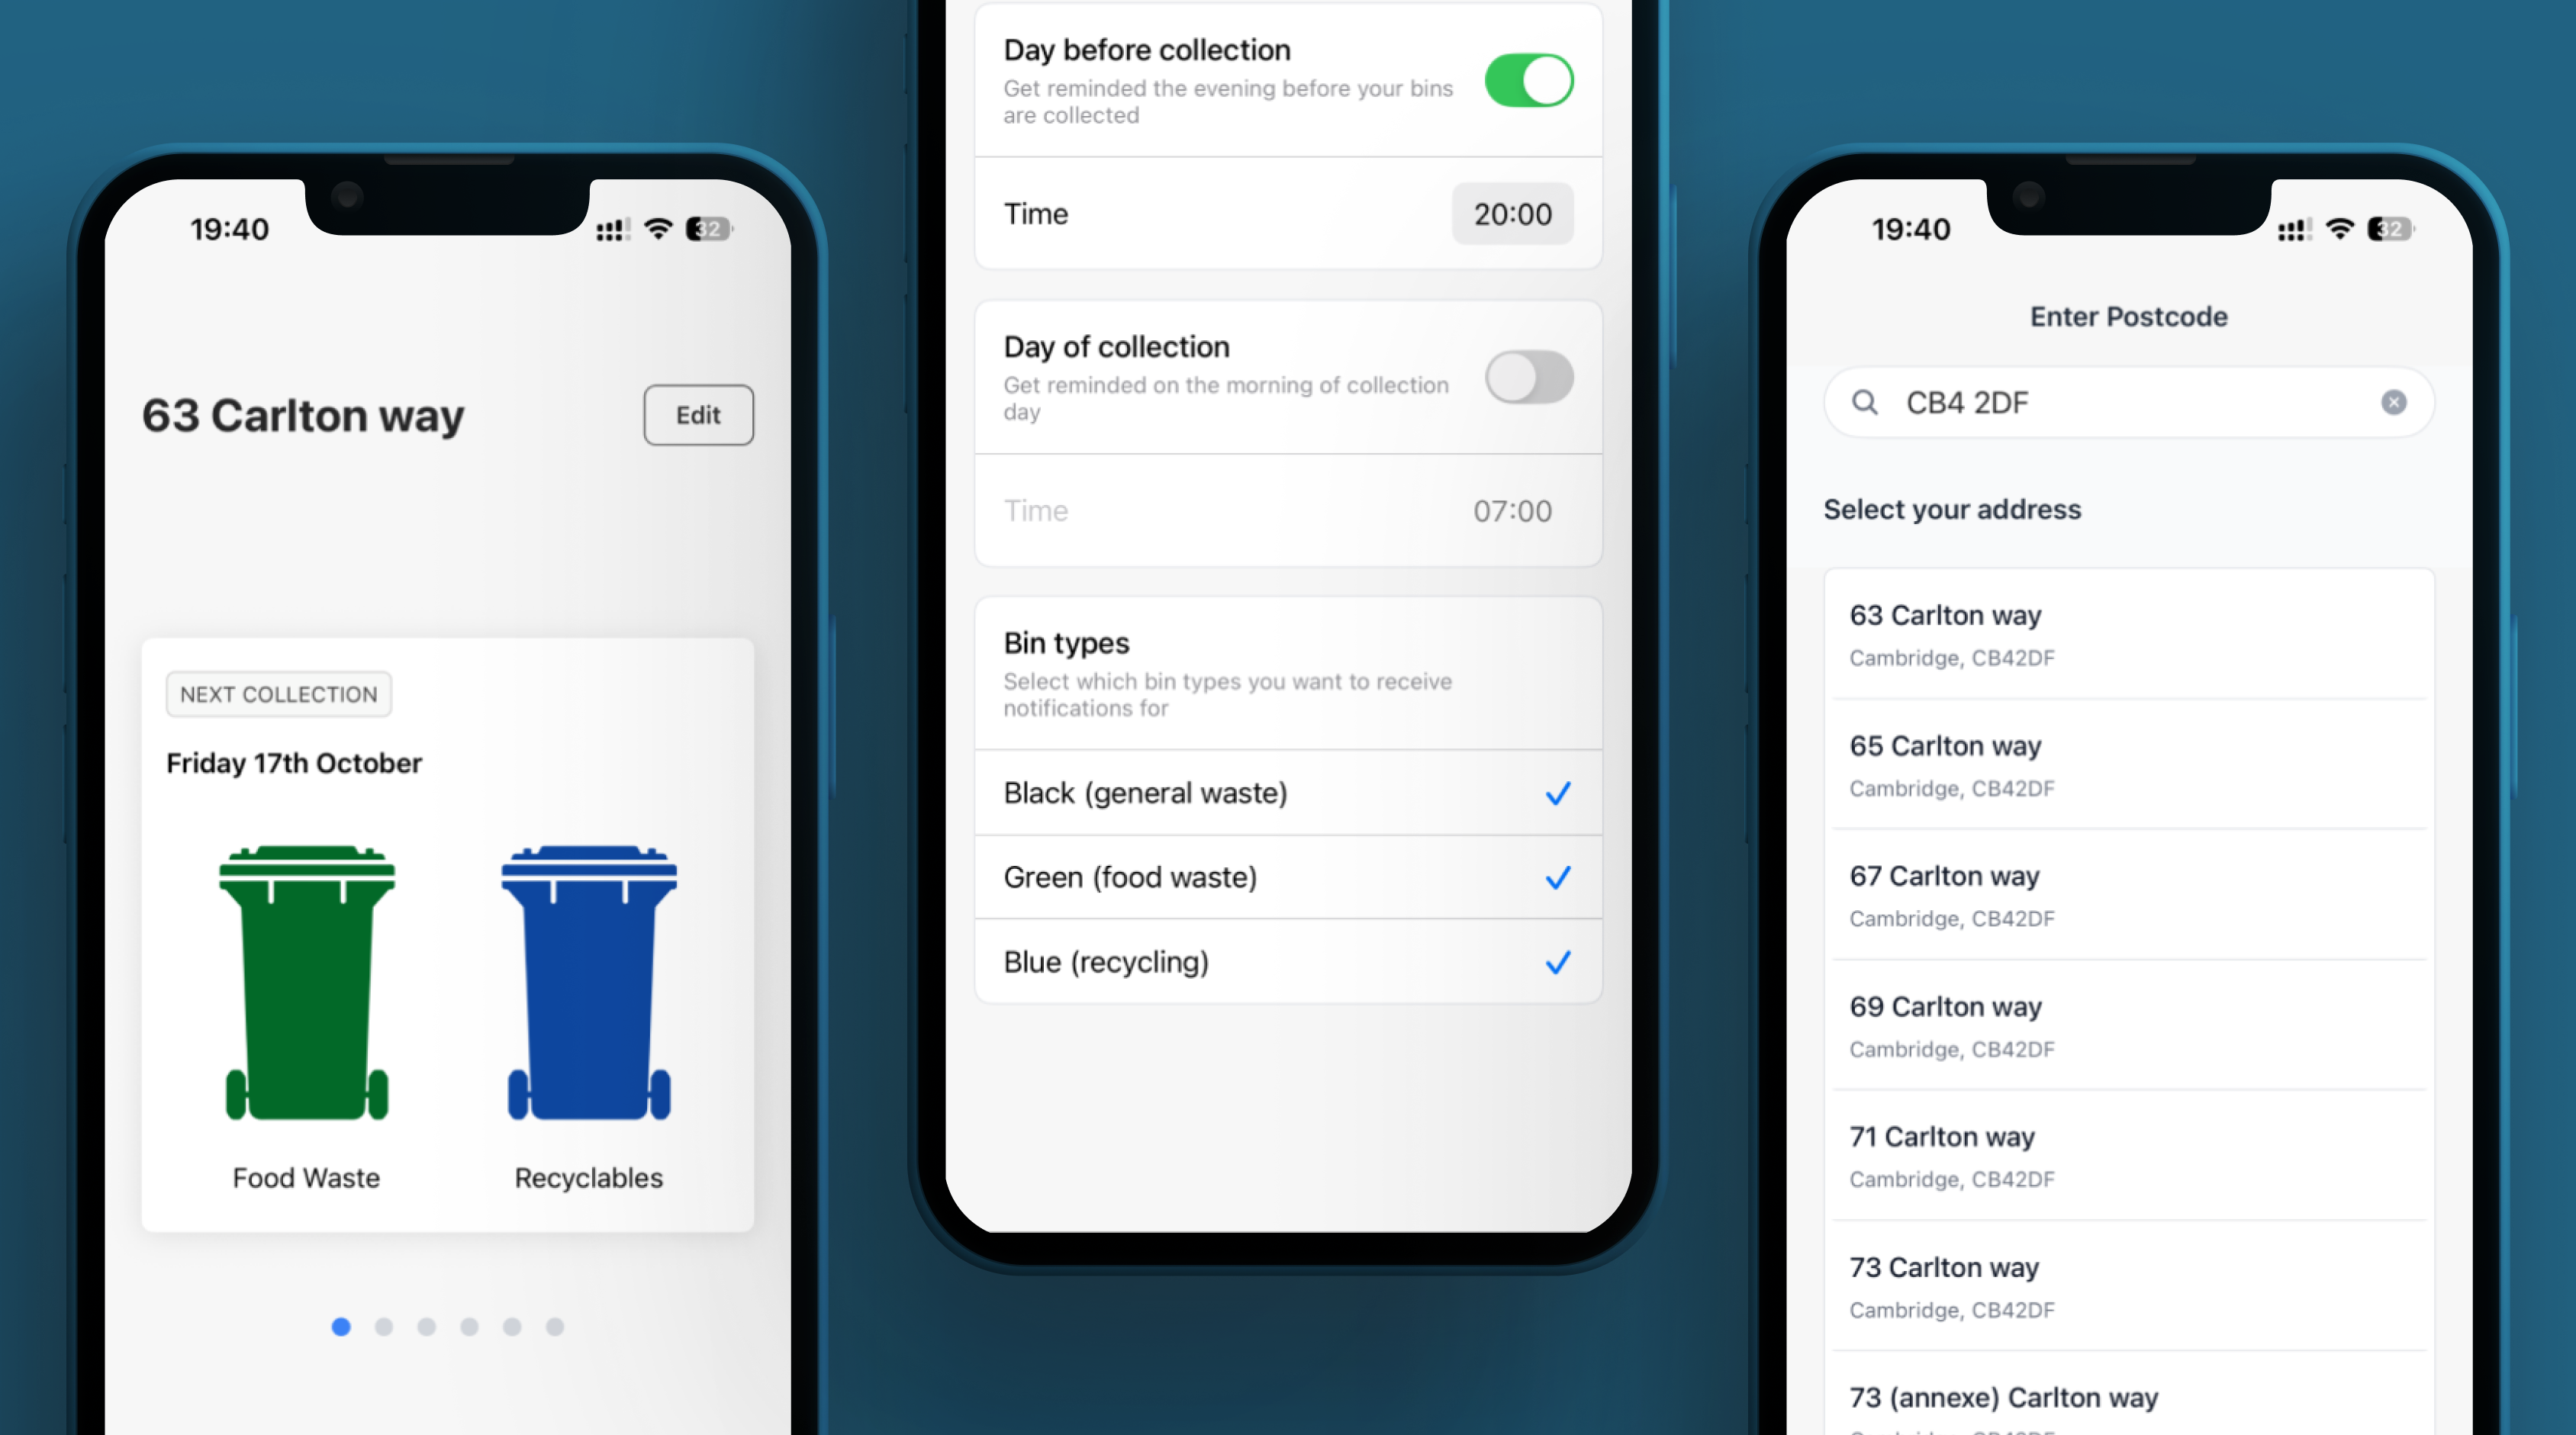 19:40
32
63 Carlton way
Edit
NEXT COLLECTION
Friday 17th October
Food Waste
Recyclables
Day before collection
Get reminded the evening before your bins
are collected
Time
20:00
Day of collection
Get reminded on the morning of collection
day
Time
07:00
Bin types
Select which bin types you want to receive
notifications for
Black (general waste)
Green (food waste)
Blue (recycling)
19:40
32
Enter Postcode
CB4 2DF
Select your address
63 Carlton way
Cambridge, CB42DF
65 Carlton way
Cambridge, CB42DF
67 Carlton way
Cambridge, CB42DF
69 Carlton way
Cambridge, CB42DF
71 Carlton way
Cambridge, CB42DF
73 Carlton way
Cambridge, CB42DF
73 (annexe) Carlton way